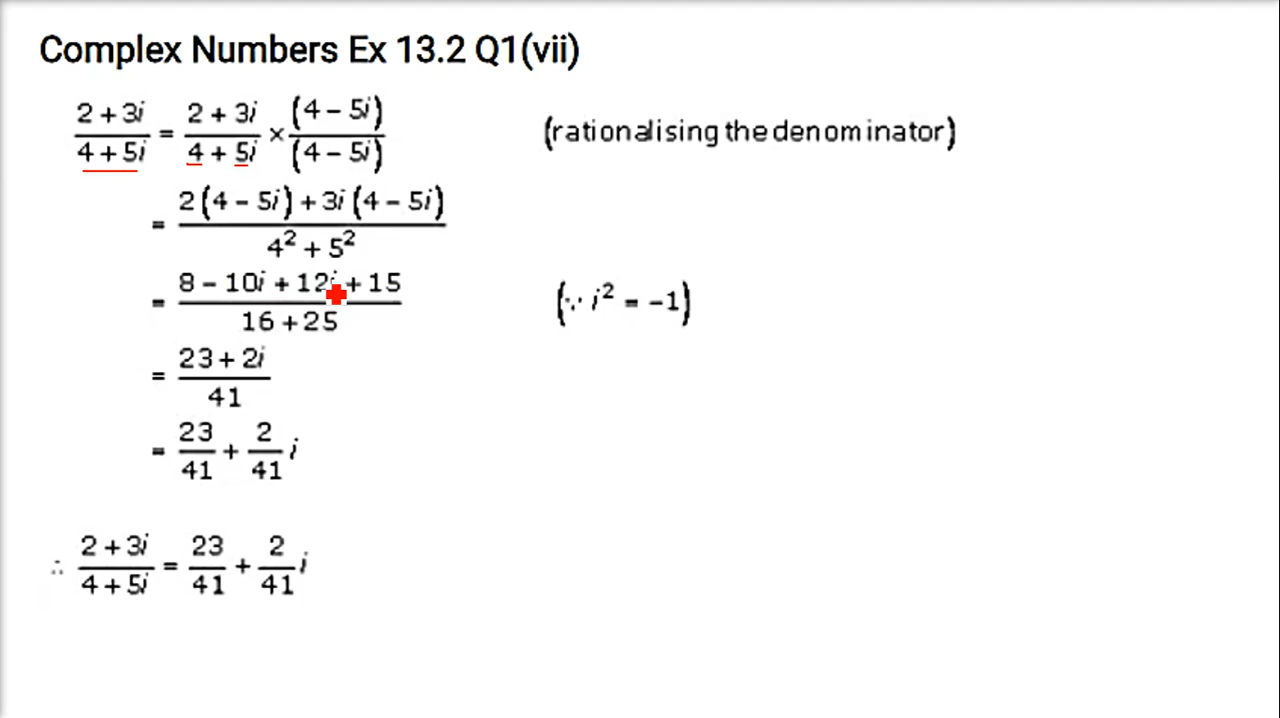 Complex Numbers Ex 13.2 Q1(vii)
(2 + 3i)/(4 + 5i) = (2 + 3i)/(4 + 5i) × (4 − 5i)/(4 − 5i) (rationalising the denominator)
= (2(4 − 5i) + 3i(4 − 5i))/(4² + 5²)
= (8 − 10i + 12i + 15)/(16 + 25) (∵ i² = −1)
= (23 + 2i)/41
= 23/41 + 2/41 i
∴ (2 + 3i)/(4 + 5i) = 23/41 + 2/41 i